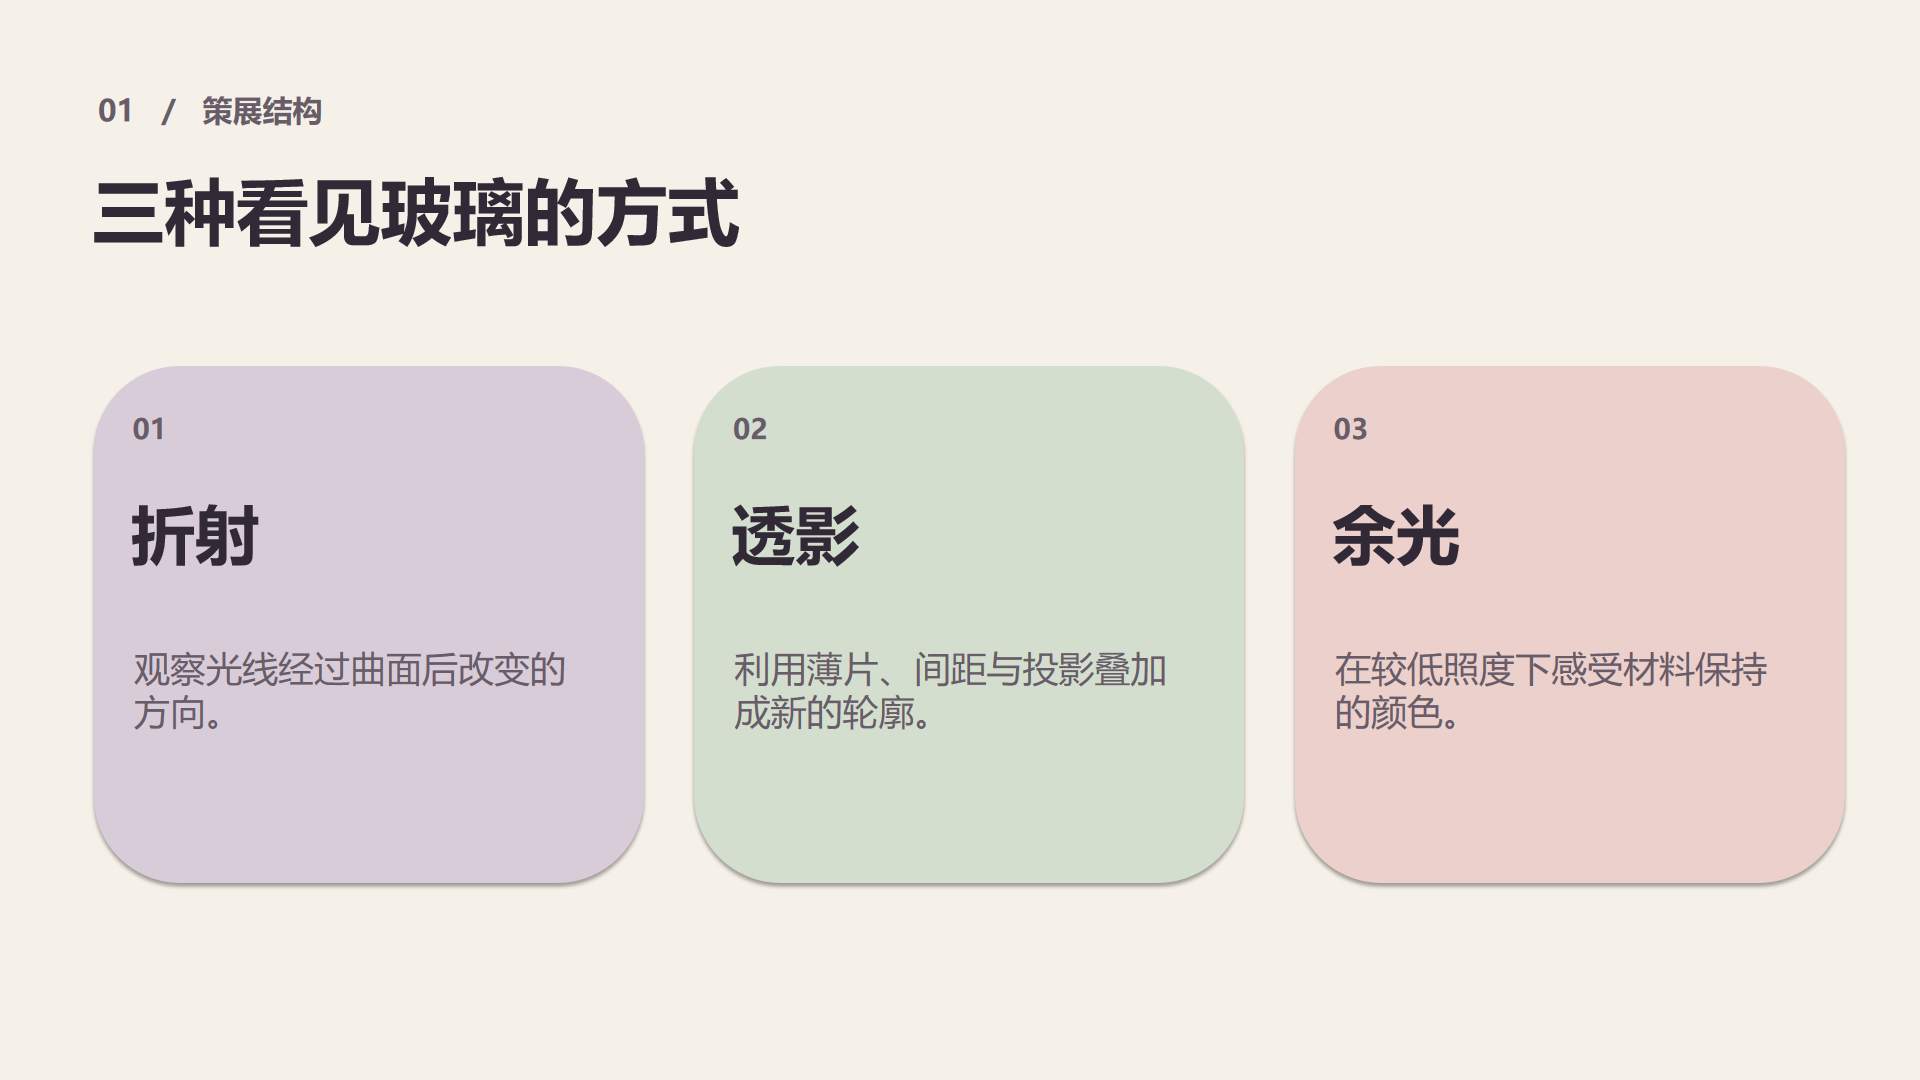 01 / 策展结构
三种看见玻璃的方式
01
折射
观察光线经过曲面后改变的
方向。
02
透影
利用薄片、间距与投影叠加
成新的轮廓。
03
余光
在较低照度下感受材料保持
的颜色。